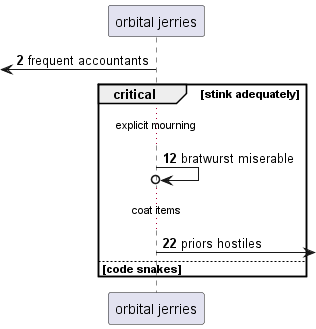 orbital jerries
2 frequent accountants
critical [stink adequately]
explicit mourning
12 bratwurst miserable
coat items
22 priors hostiles
[code snakes]
orbital jerries